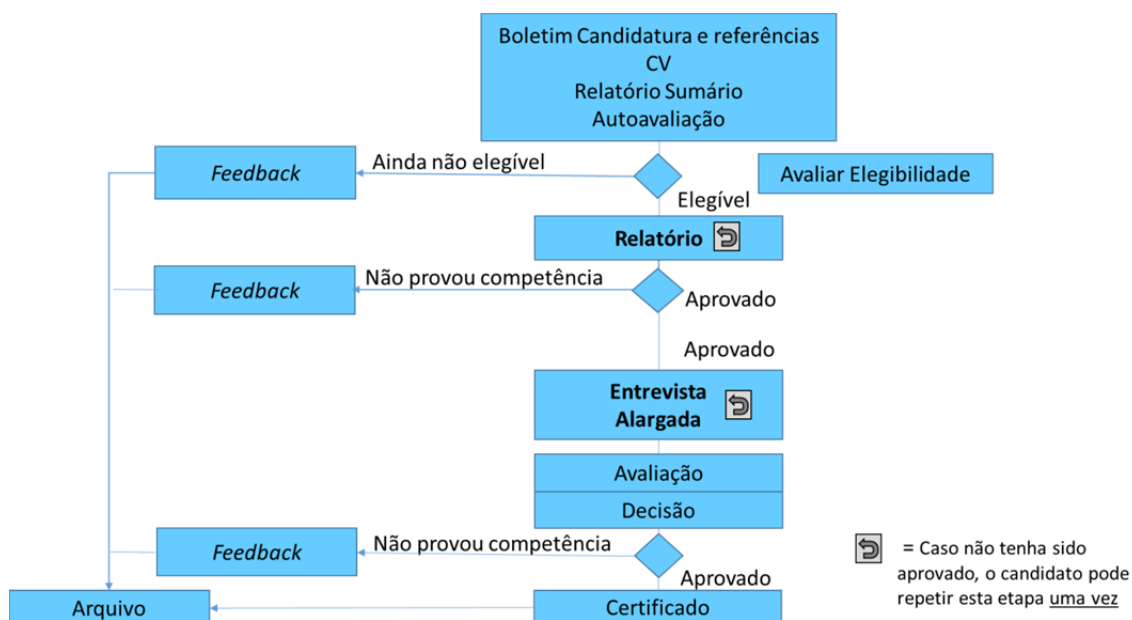 Boletim Candidatura e referências
CV
Relatório Sumário
Autoavaliação
Feedback
Ainda não elegível
Avaliar Elegibilidade
Elegível
Relatório
Feedback
Não provou competência
Aprovado
Aprovado
Entrevista
Alargada
Avaliação
Decisão
Feedback
Não provou competência
Aprovado
= Caso não tenha sido
aprovado, o candidato pode
repetir esta etapa uma vez
Arquivo
Certificado